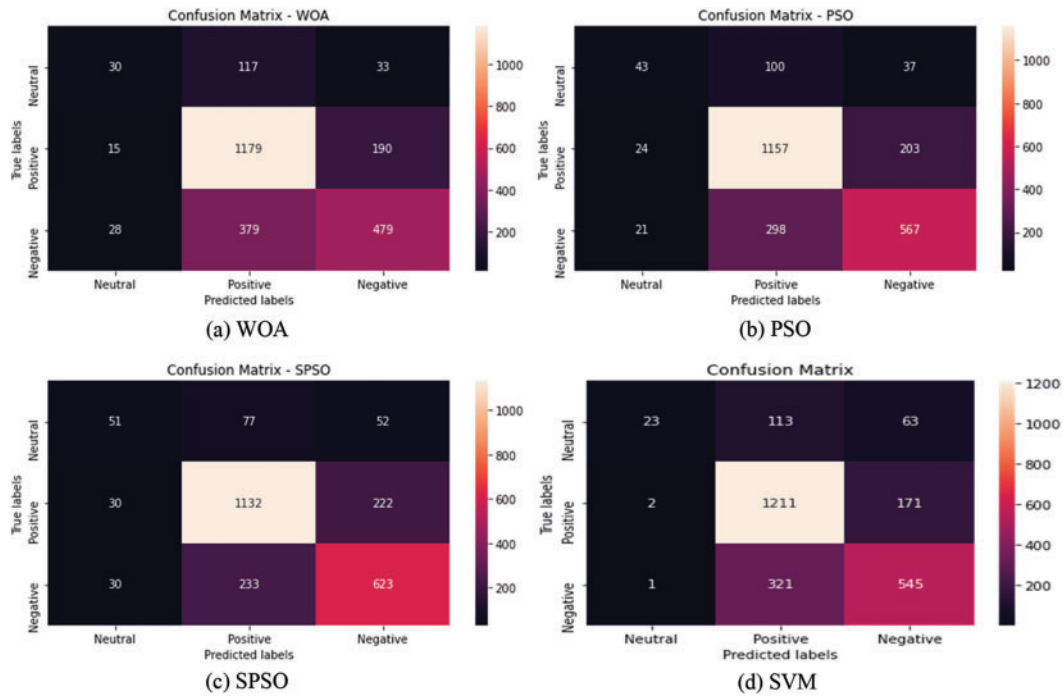 Confusion Matrix - WOA
True labels
Neutral
Positive
Negative
30 117 33
15 1179 190
28 379 479
Neutral Positive Negative
Predicted labels
1000
800
600
400
200
(a) WOA
Confusion Matrix - PSO
True labels
Neutral
Positive
Negative
43 100 37
24 1157 203
21 298 567
Neutral Positive Negative
Predicted labels
1000
800
600
400
200
(b) PSO
Confusion Matrix - SPSO
True labels
Neutral
Positive
Negative
51 77 52
30 1132 222
30 233 623
Neutral Positive Negative
Predicted labels
1000
800
600
400
200
(c) SPSO
Confusion Matrix
True labels
Neutral
Positive
Negative
23 113 63
2 1211 171
1 321 545
Neutral Positive Negative
Predicted labels
1200
1000
800
600
400
200
(d) SVM